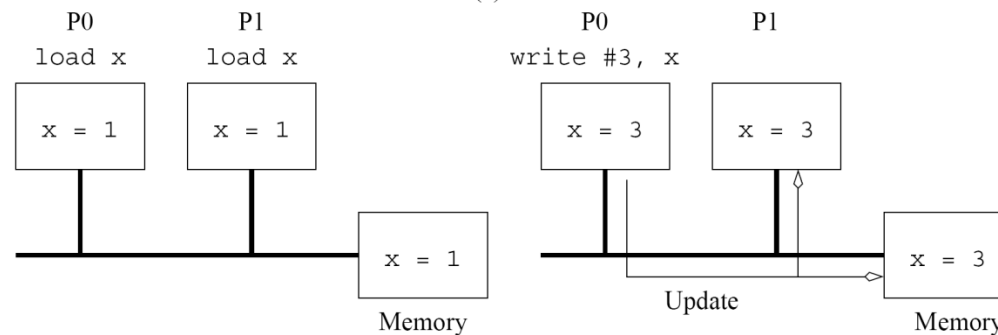 P0 P1
load x load x
x = 1 x = 1
x = 1
Memory
P0 P1
write #3, x
x = 3 x = 3
x = 3
Update
Memory